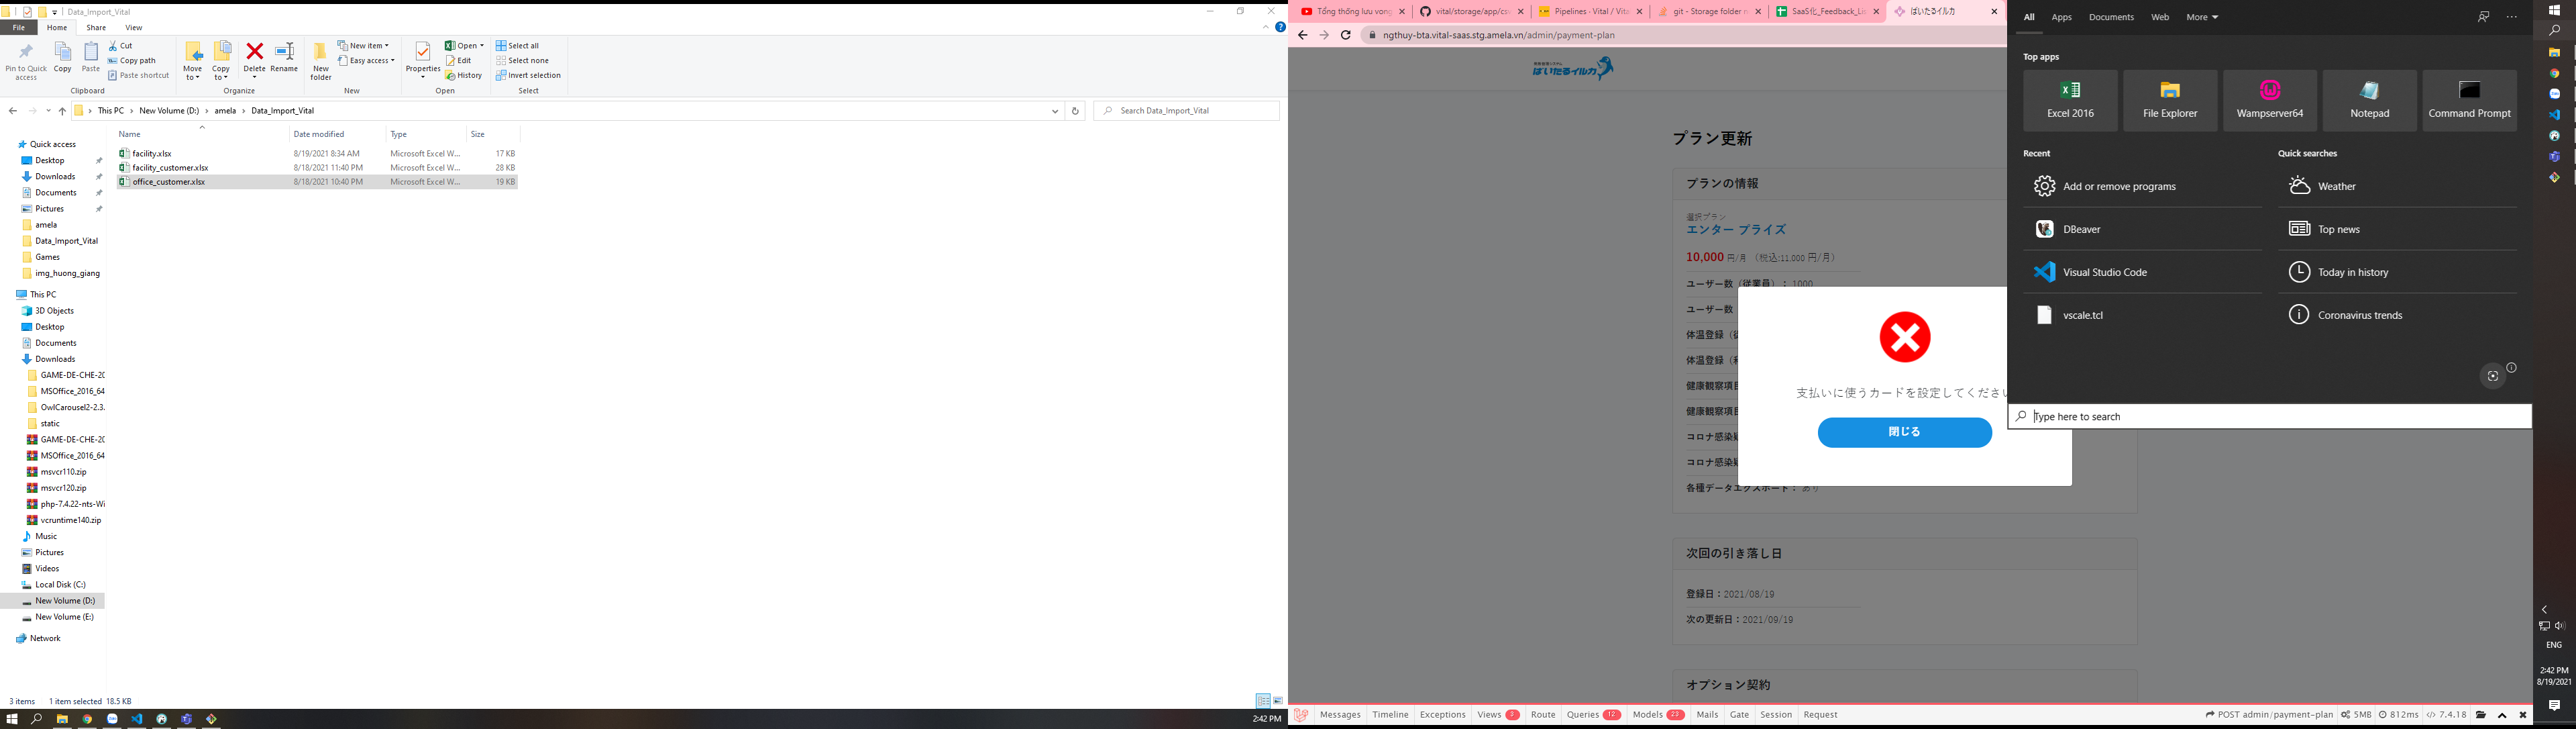 Data_Import_Vital
File
Home
Share
View
Pin to Quick access
Copy
Paste
Cut
Copy path
Paste shortcut
Clipboard
Move to
Copy to
Delete
Rename
Organize
New folder
New item
Easy access
New
Properties
Open
Edit
History
Open
Select all
Select none
Invert selection
Select
This PC
New Volume (D:)
amela
Data_Import_Vital
Search Data_Import_Vital
Name
Date modified
Type
Size
facility.xlsx 8/19/2021 8:34 AM Microsoft Excel W... 17 KB
facility_customer.xlsx 8/18/2021 11:40 PM Microsoft Excel W... 28 KB
office_customer.xlsx 8/18/2021 10:40 PM Microsoft Excel W... 19 KB
Quick access
Desktop
Downloads
Documents
Pictures
amela
Data_Import_Vital
Games
img_huong_giang
This PC
3D Objects
Desktop
Documents
Downloads
GAME-DE-CHE-20
MSOffice_2016_64
OwlCarousel2-2.3.
static
GAME-DE-CHE-20
MSOffice_2016_64
msvcr110.zip
msvcr120.zip
php-7.4.22-nts-Wi
vcruntime140.zip
Music
Pictures
Videos
Local Disk (C:)
New Volume (D:)
New Volume (E:)
Network
3 items 1 item selected 18.5 KB
2:42 PM
Tổng thống lưu vong
vital/storage/app/cs
Pipelines · Vital / Vita
git - Storage folder n
SaaS化_Feedback_Lis
ばいたるイルカ
ngthuy-bta.vital-saas.stg.amela.vn/admin/payment-plan
ばいたるイルカ
プラン更新
プランの情報
選択プラン
エンター プライズ
10,000 円/月 （税込:11,000 円/月）
ユーザー数（従業員）： 1000
ユーザー数
体温登録（従
体温登録（利
健康観察項目
健康観察項目
コロナ感染疑
コロナ感染疑
各種データエクスポート： あり
支払いに使うカードを設定してください
閉じる
次回の引き落し日
登録日：2021/08/19
次の更新日：2021/09/19
オプション契約
Messages Timeline Exceptions Views 3 Route Queries 12 Models 23 Mails Gate Session Request
POST admin/payment-plan 5MB 812ms 7.4.18
All Apps Documents Web More
Top apps
Excel 2016
File Explorer
Wampserver64
Notepad
Command Prompt
Recent
Add or remove programs
DBeaver
Visual Studio Code
vscale.tcl
Quick searches
Weather
Top news
Today in history
Coronavirus trends
Type here to search
ENG
2:42 PM
8/19/2021